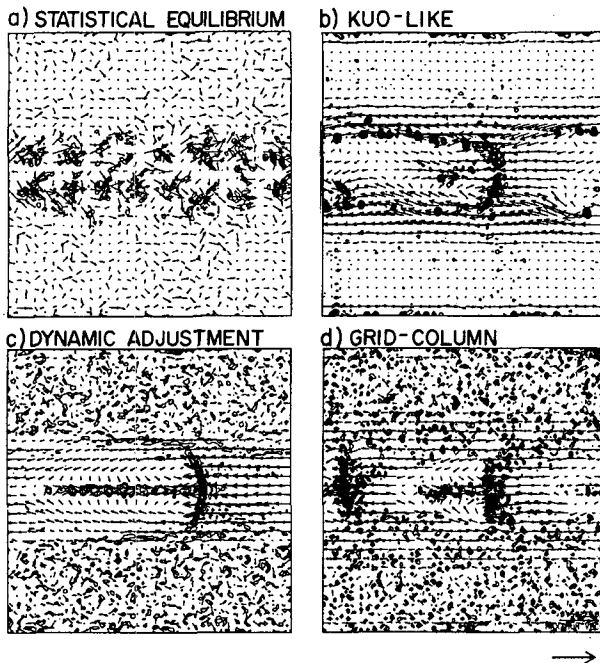 a) STATISTICAL EQUILIBRIUM
b) KUO-LIKE
c) DYNAMIC ADJUSTMENT
d) GRID-COLUMN